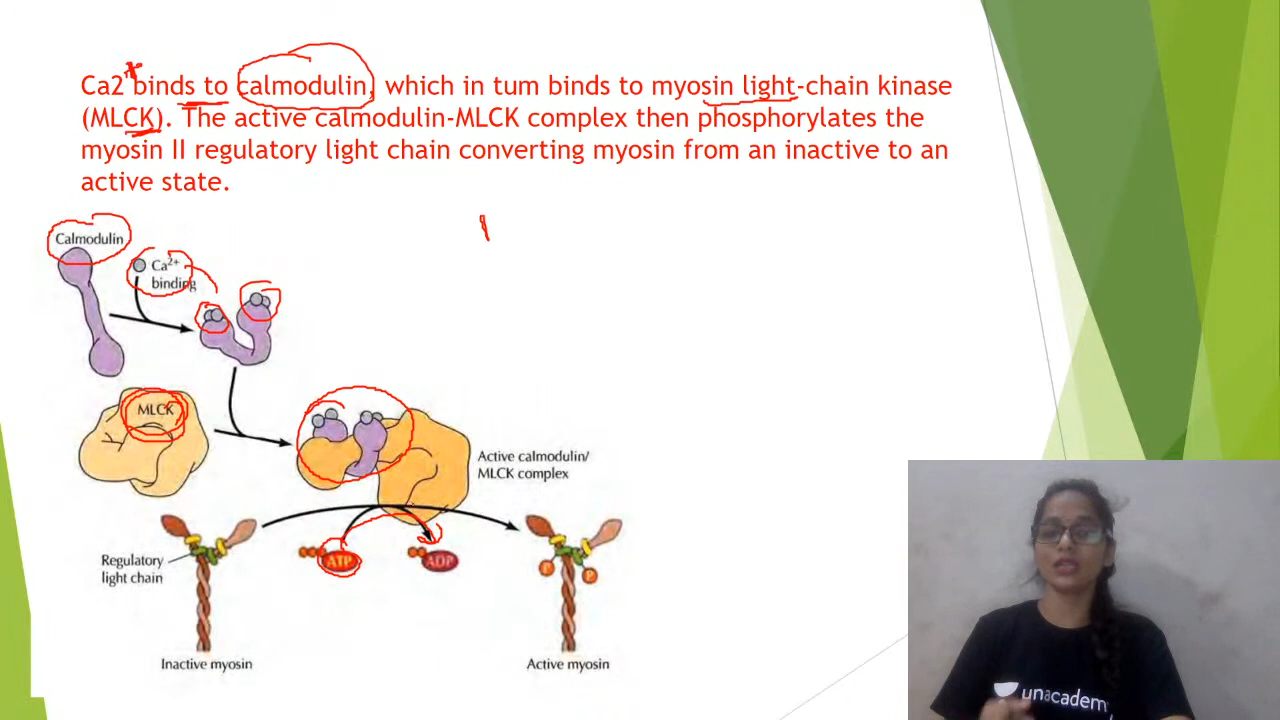 Ca2+ binds to calmodulin, which in tum binds to myosin light-chain kinase
(MLCK). The active calmodulin-MLCK complex then phosphorylates the
myosin II regulatory light chain converting myosin from an inactive to an
active state.
Calmodulin
Ca2+
binding
MLCK
Active calmodulin/
MLCK complex
ATP
ADP
Regulatory
light chain
P
P
Inactive myosin
Active myosin
unacademy